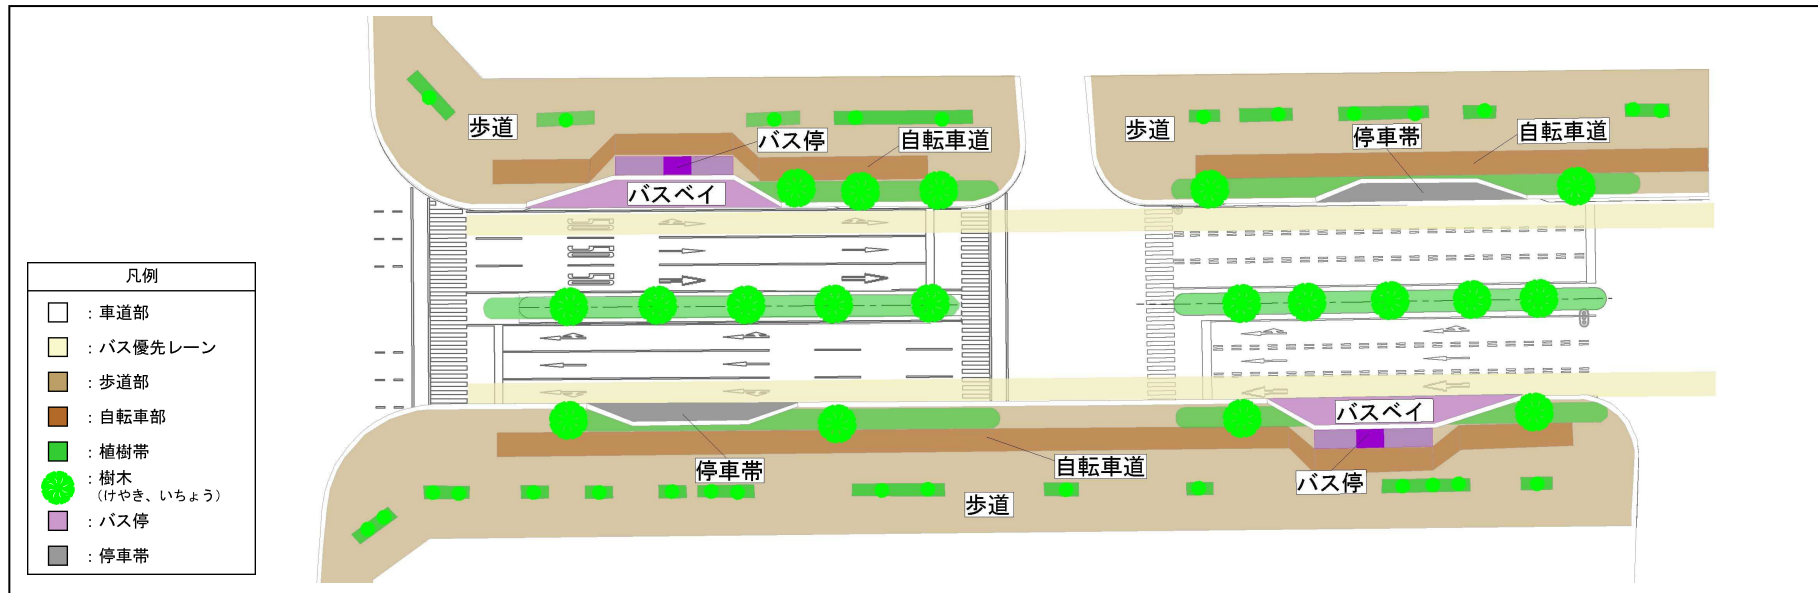 歩道
バス停
自転車道
バスベイ
歩道
停車帯
自転車道
凡例
：車道部
：バス優先レーン
：歩道部
：自転車部
：植樹帯
：樹木
（けやき、いちょう）
：バス停
：停車帯
停車帯
自転車道
歩道
バスベイ
バス停